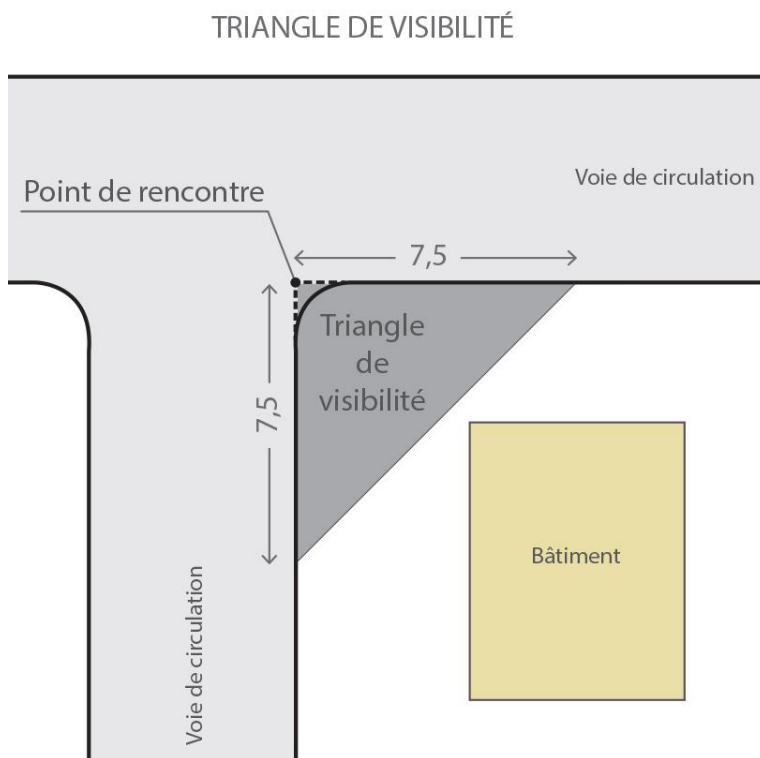 TRIANGLE DE VISIBILITÉ
Voie de circulation
Point de rencontre
7,5
Triangle
de
visibilité
7,5
Bâtiment
Voie de circulation